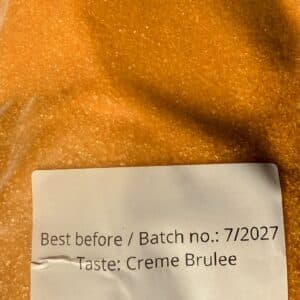 Best before / Batch no.: 7/2027
Taste: Creme Brulee